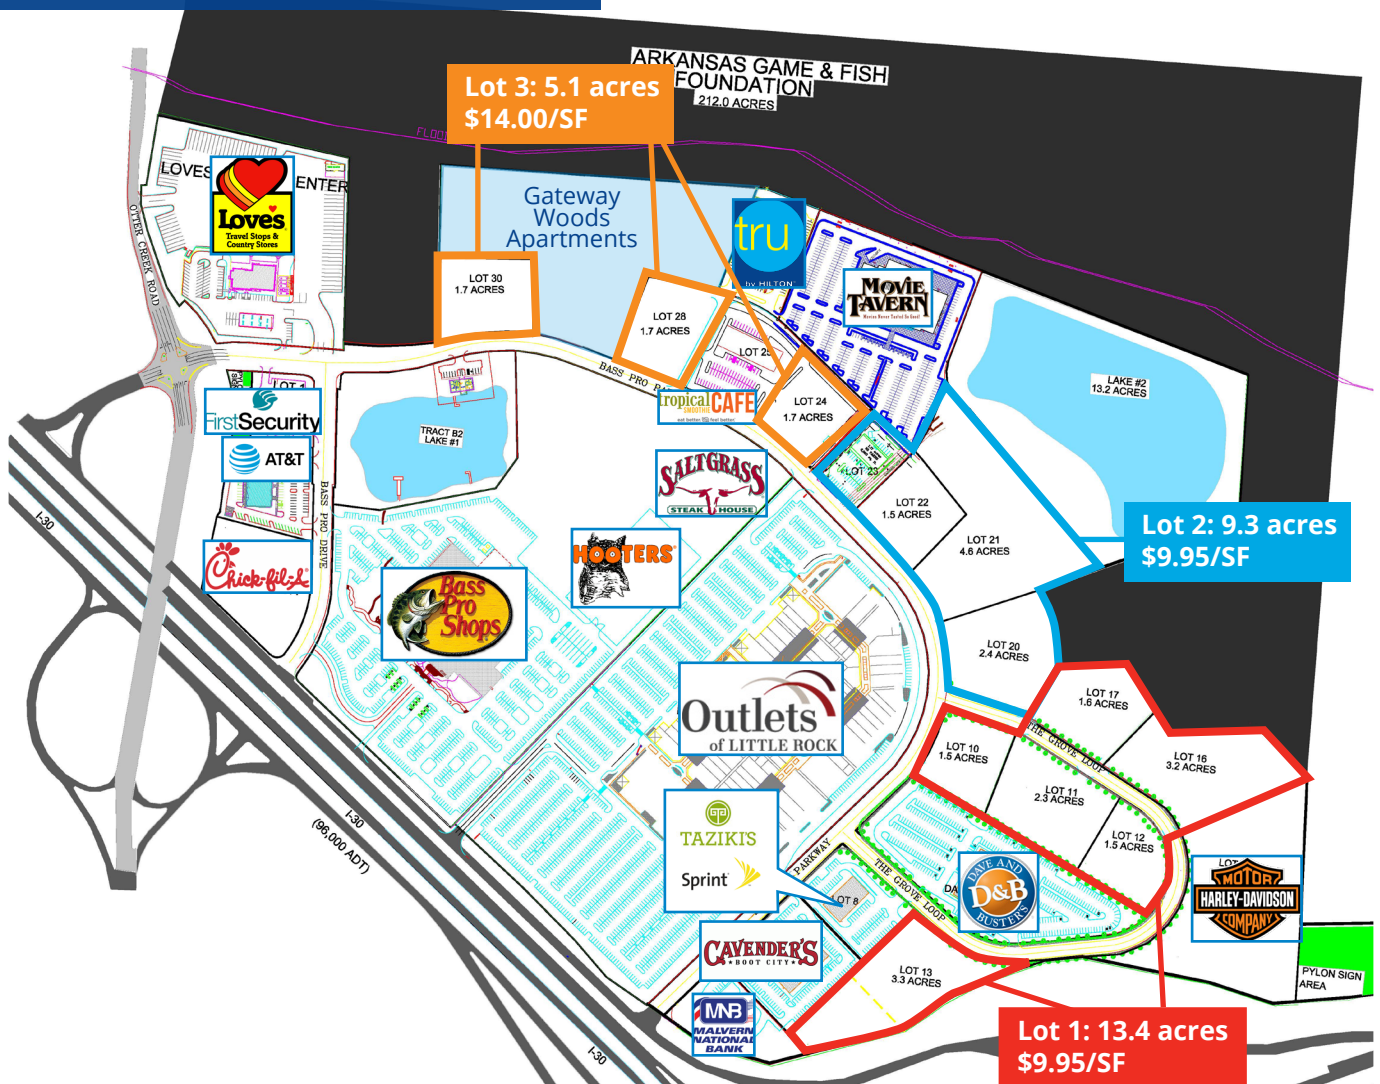 ARKANSAS GAME & FISH
FOUNDATION
212.0 ACRES
Lot 3: 5.1 acres
$14.00/SF
LOVES
ENTER
Loves
Travel Stops &
Country Stores
OTTER CREEK ROAD
Gateway
Woods
Apartments
tru
by HILTON
MOVIE
TAVERN
LOT 30
1.7 ACRES
LOT 28
1.7 ACRES
LOT 25
LOT 24
1.7 ACRES
LAKE #2
13.2 ACRES
BASS PRO
tropical
SMOOTHIE
CAFE
eat better feel better
LOT 1
FirstSecurity
AT&T
BASS PRO DRIVE
Chick-fil-A
TRACT B2
LAKE #1
SALTGRASS
STEAK HOUSE
HOOTERS
Bass
Pro
Shops
LOT 23
LOT 22
1.5 ACRES
LOT 21
4.6 ACRES
Lot 2: 9.3 acres
$9.95/SF
LOT 20
2.4 ACRES
LOT 17
1.6 ACRES
LOT 16
3.2 ACRES
THE GROVE LOOP
LOT 10
1.5 ACRES
LOT 11
2.3 ACRES
LOT 12
1.5 ACRES
Outlets
of LITTLE ROCK
I-30
I-30
(96,000 ADT)
I-30
TAZIKI'S
Sprint
PARKWAY
THE GROVE LOOP
LOT 8
DAVE AND
D&B
BUSTER'S
MOTOR
HARLEY-DAVIDSON
COMPANY
CAVENDER'S
BOOT CITY
MNB
MALVERN
NATIONAL
BANK
LOT 13
3.3 ACRES
PYLON SIGN
AREA
Lot 1: 13.4 acres
$9.95/SF